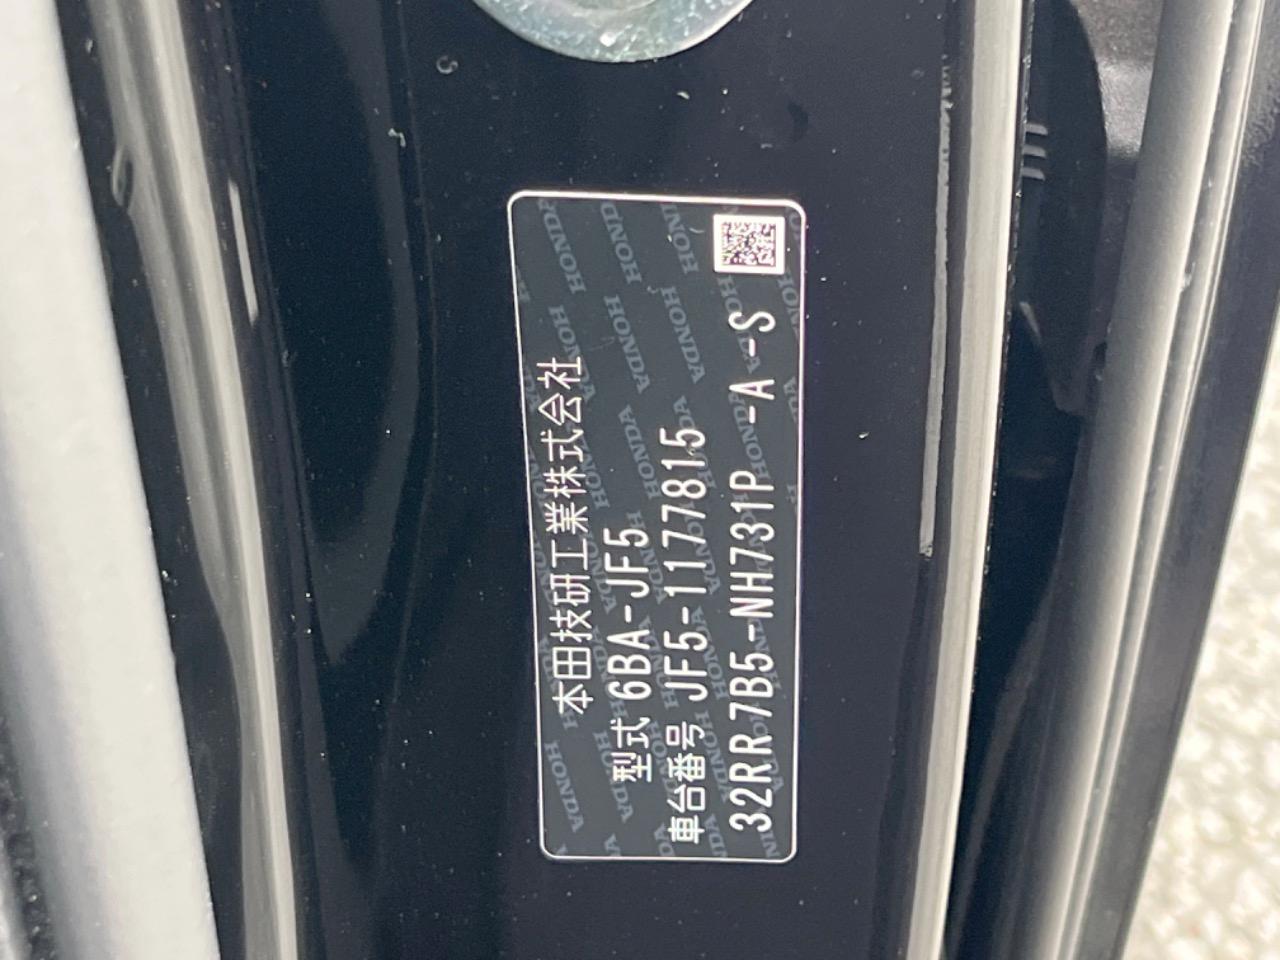 本田技研工業株式会社
型式 6BA-JF5
車台番号 JF5-1177815
32RR7B5-NH731P -A -S